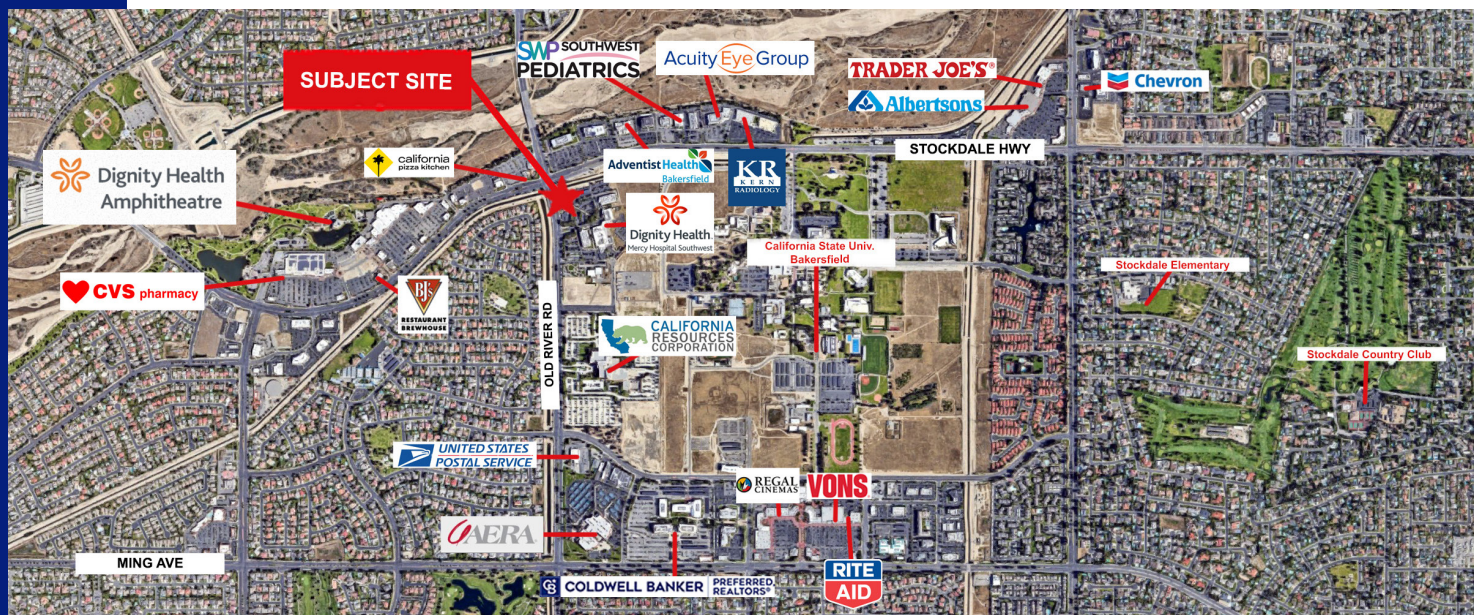 SWP SOUTHWEST
PEDIATRICS
Acuity Eye Group
SUBJECT SITE
TRADER JOE'S®
Albertsons
Chevron
STOCKDALE HWY
california
pizza kitchen
Adventist Health
Bakersfield
KR
KERN
RADIOLOGY
Dignity Health
Amphitheatre
Dignity Health
Mercy Hospital Southwest
California State Univ.
Bakersfield
Stockdale Elementary
CVS pharmacy
BJ's
RESTAURANT
BREWHOUSE
OLD RIVER RD
CALIFORNIA
RESOURCES
CORPORATION
Stockdale Country Club
UNITED STATES
POSTAL SERVICE
REGAL
CINEMAS
VONS
AERA
MING AVE
CB COLDWELL BANKER
PREFERRED,
REALTORS®
RITE
AID